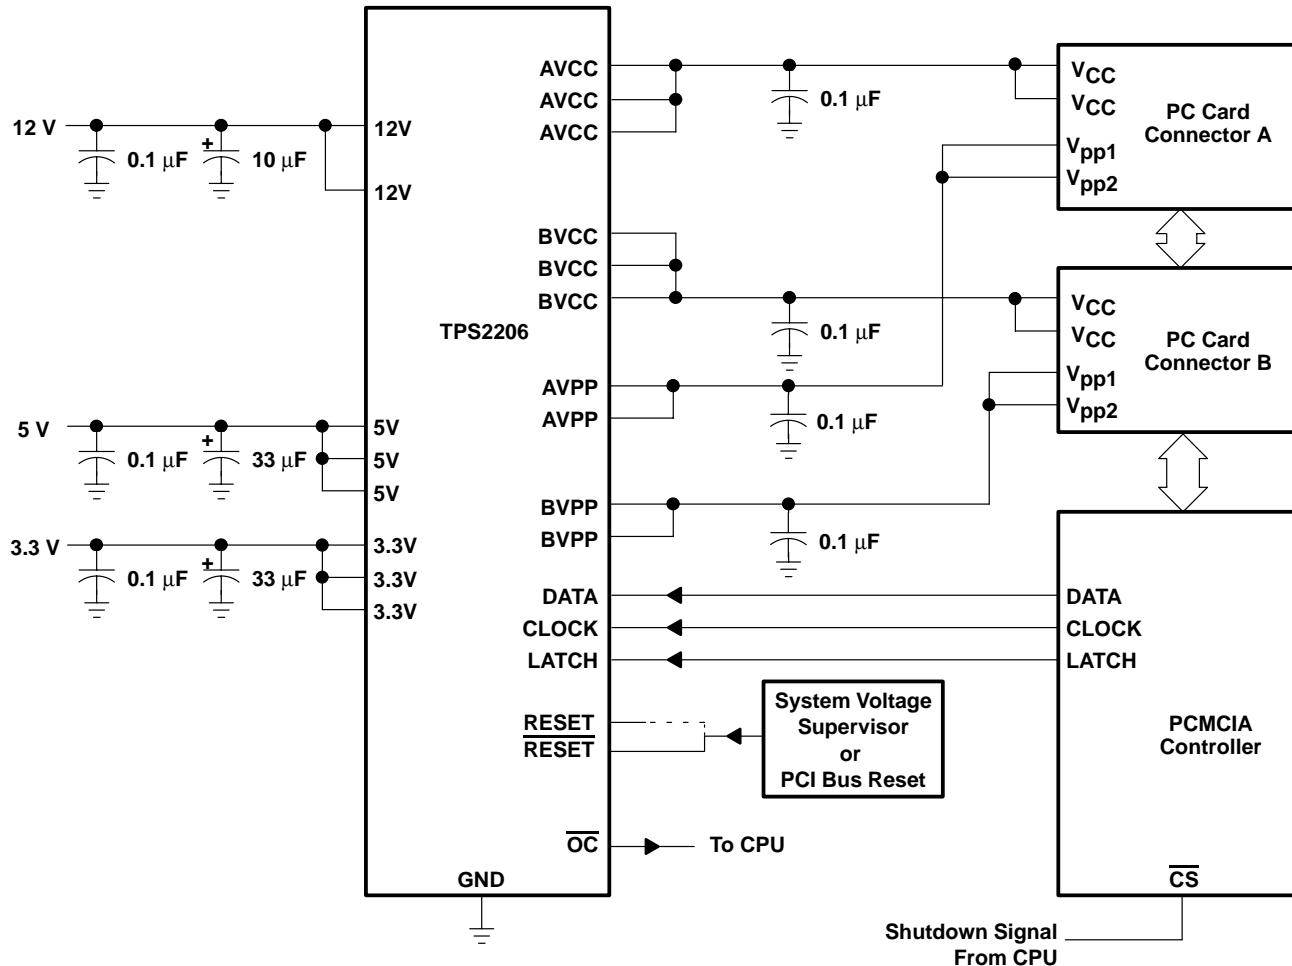 12 V
0.1 μF
+
10 μF
12V
12V
5 V
0.1 μF
+
33 μF
5V
5V
5V
3.3 V
0.1 μF
+
33 μF
3.3V
3.3V
3.3V
TPS2206
GND
AVCC
AVCC
AVCC
BVCC
BVCC
BVCC
AVPP
AVPP
BVPP
BVPP
DATA
CLOCK
LATCH
RESET
R̅E̅S̅E̅T̅
O̅C̅
0.1 μF
0.1 μF
0.1 μF
0.1 μF
System Voltage
Supervisor
or
PCI Bus Reset
To CPU
VCC
VCC
Vpp1
Vpp2
PC Card
Connector A
VCC
VCC
Vpp1
Vpp2
PC Card
Connector B
DATA
CLOCK
LATCH
PCMCIA
Controller
C̅S̅
Shutdown Signal
From CPU